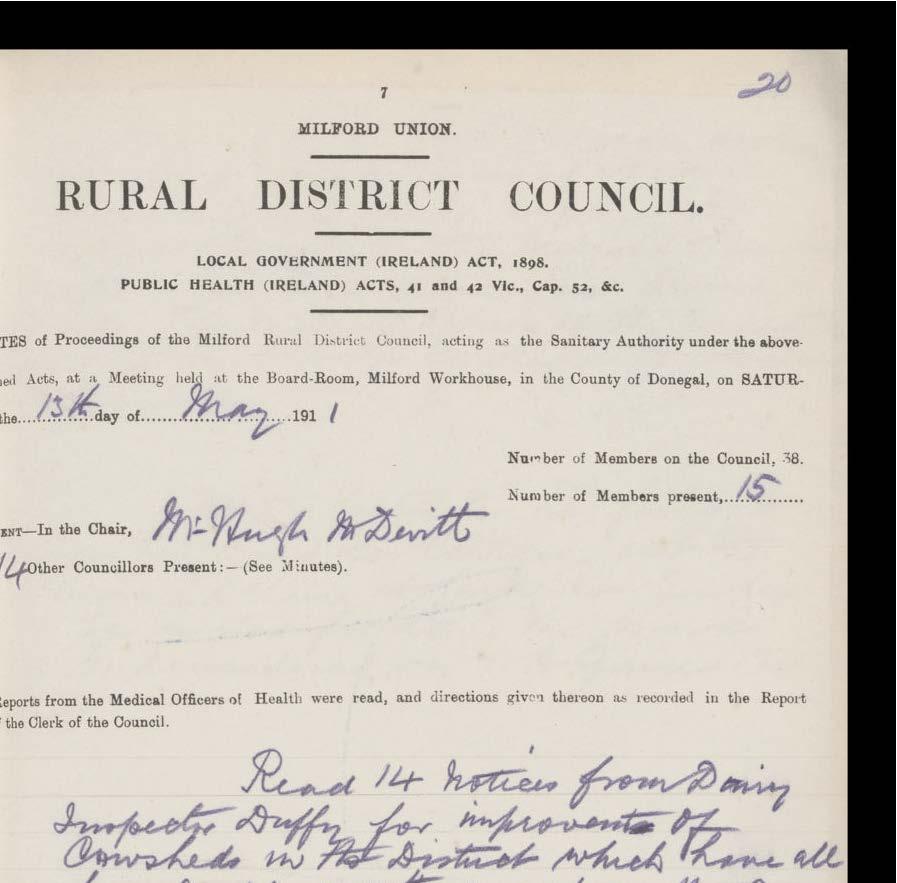 20
7
MILFORD UNION.
RURAL DISTRICT COUNCIL.
LOCAL GOVERNMENT (IRELAND) ACT, 1898.
PUBLIC HEALTH (IRELAND) ACTS, 41 and 42 Vic., Cap. 52, &c.
TES of Proceedings of the Milford Rural District Council, acting as the Sanitary Authority under the above-
ned Acts, at a Meeting held at the Board-Room, Milford Workhouse, in the County of Donegal, on SATUR-
the....13th....day of........May........1911
Number of Members on the Council, 38.
Number of Members present,..15......
ENT—In the Chair, Mr Hugh McDevitt
14 Other Councillors Present:—(See Minutes).
Reports from the Medical Officers of Health were read, and directions given thereon as recorded in the Report
f the Clerk of the Council.
Read 14 notices from Dairy
Inspector Duffy for improvents of
Cowsheds in the District which have all